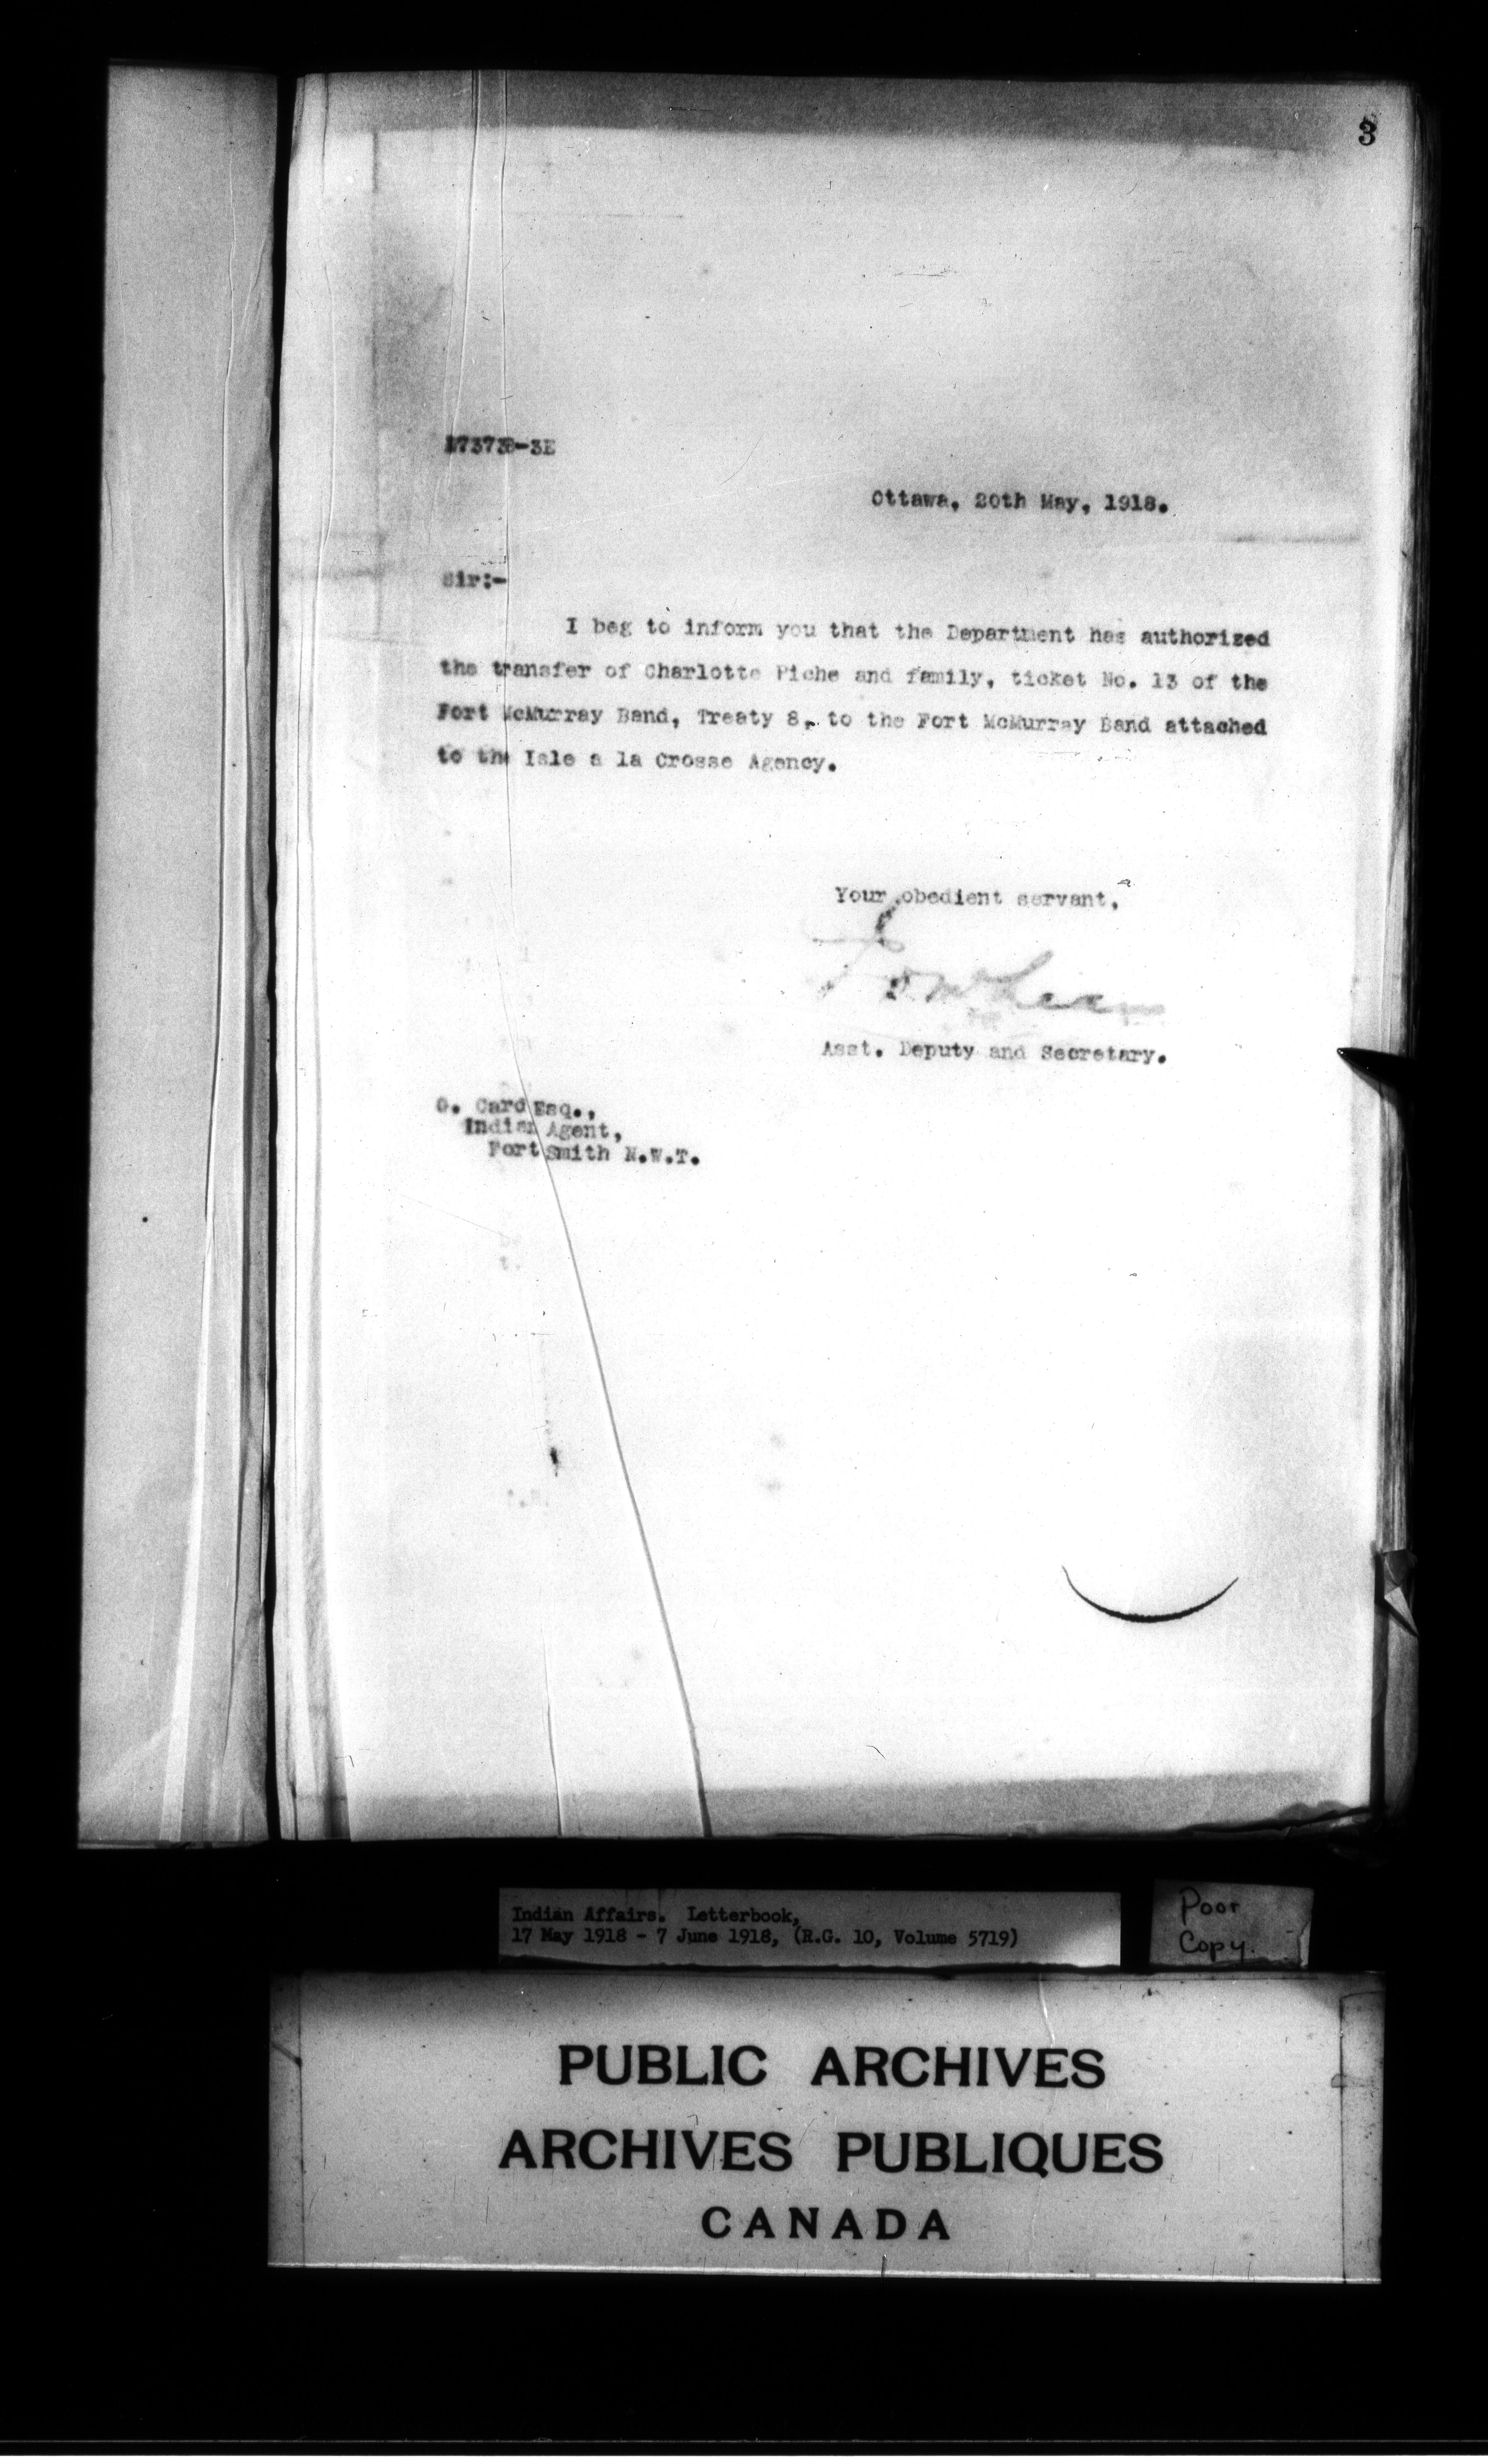 3
Ottawa, 20th May, 1918.
Sir:-
I beg to inform you that the Department has authorized
the transfer of Charlotte Piche and family, ticket No. 13 of the
Fort McMurray Band, Treaty 8, to the Fort McMurray Band attached
to the Isle a la Crosse Agency.
Your obedient servant,
Asst. Deputy and Secretary.
G. Card Esq.,
Indian Agent,
Fort Smith N.W.T.
Indian Affairs. Letterbook,
17 May 1918 - 7 June 1918, (R.G. 10, Volume 5719)
Poor
Copy.
PUBLIC ARCHIVES
ARCHIVES PUBLIQUES
CANADA